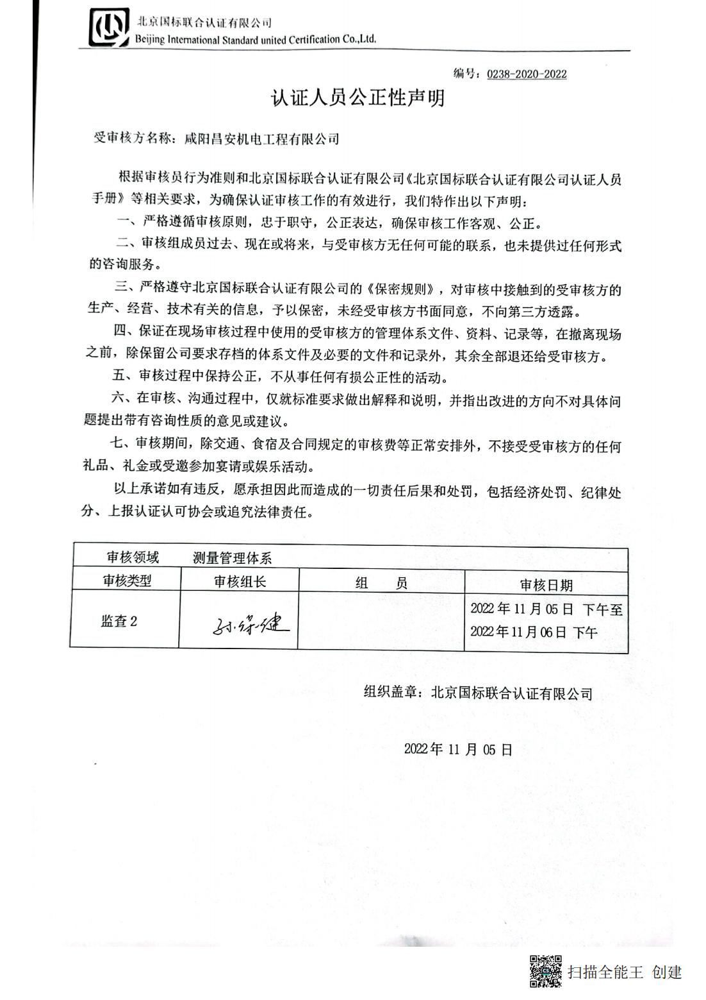 北京国标联合认证有限公司
Beijing International Standard united Certification Co.,Ltd.
编号：0238-2020-2022
认证人员公正性声明
受审核方名称：咸阳昌安机电工程有限公司
根据审核员行为准则和北京国标联合认证有限公司《北京国标联合认证有限公司认证人员
手册》等相关要求，为确保认证审核工作的有效进行，我们特作出以下声明：
一、严格遵循审核原则，忠于职守，公正表达，确保审核工作客观、公正。
二、审核组成员过去、现在或将来，与受审核方无任何可能的联系，也未提供过任何形式
的咨询服务。
三、严格遵守北京国标联合认证有限公司的《保密规则》，对审核中接触到的受审核方的
生产、经营、技术有关的信息，予以保密，未经受审核方书面同意，不向第三方透露。
四、保证在现场审核过程中使用的受审核方的管理体系文件、资料、记录等，在撤离现场
之前，除保留公司要求存档的体系文件及必要的文件和记录外，其余全部退还给受审核方。
五、审核过程中保持公正，不从事任何有损公正性的活动。
六、在审核、沟通过程中，仅就标准要求做出解释和说明，并指出改进的方向不对具体问
题提出带有咨询性质的意见或建议。
七、审核期间，除交通、食宿及合同规定的审核费等正常安排外，不接受受审核方的任何
礼品、礼金或受邀参加宴请或娱乐活动。
以上承诺如有违反，愿承担因此而造成的一切责任后果和处罚，包括经济处罚、纪律处
分、上报认证认可协会或追究法律责任。
审核领域 测量管理体系
审核类型 审核组长 组 员 审核日期
监查2 孙保健 2022年11月05日 下午至
2022年11月06日 下午
组织盖章：北京国标联合认证有限公司
2022年11月05日
扫描全能王 创建